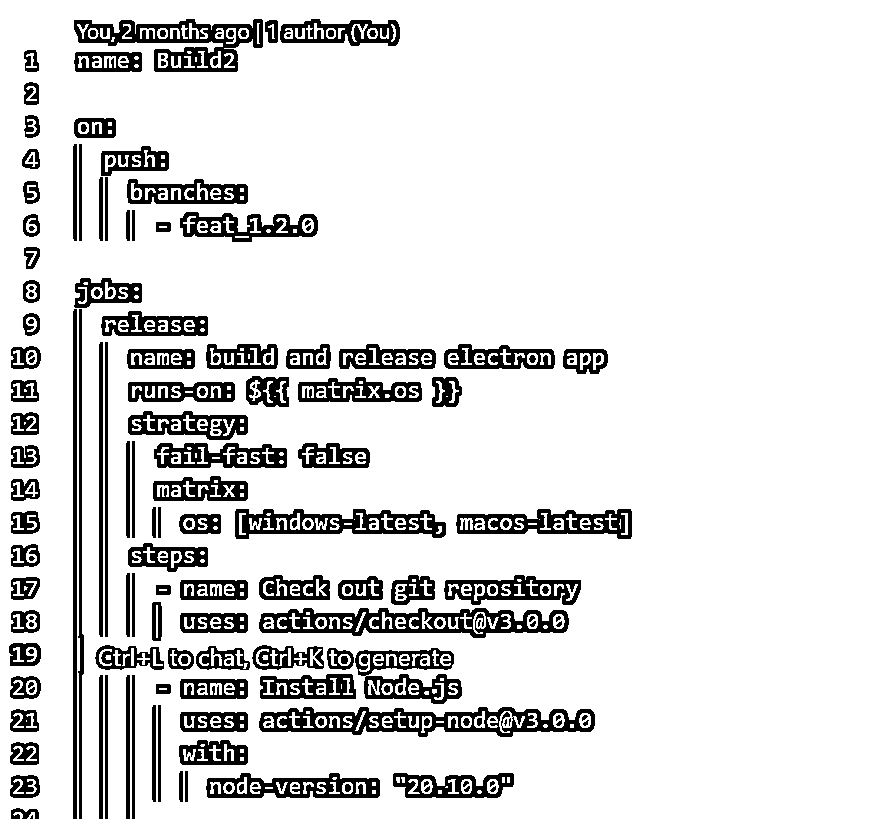 You, 2 months ago | 1 author (You)
1 name: Build2
2
3 on:
4   push:
5     branches:
6       - feat_1.2.0
7
8 jobs:
9   release:
10     name: build and release electron app
11     runs-on: ${{ matrix.os }}
12     strategy:
13       fail-fast: false
14       matrix:
15         os: [windows-latest, macos-latest]
16     steps:
17       - name: Check out git repository
18         uses: actions/checkout@v3.0.0
19 Ctrl+L to chat, Ctrl+K to generate
20       - name: Install Node.js
21         uses: actions/setup-node@v3.0.0
22         with:
23           node-version: "20.10.0"
24